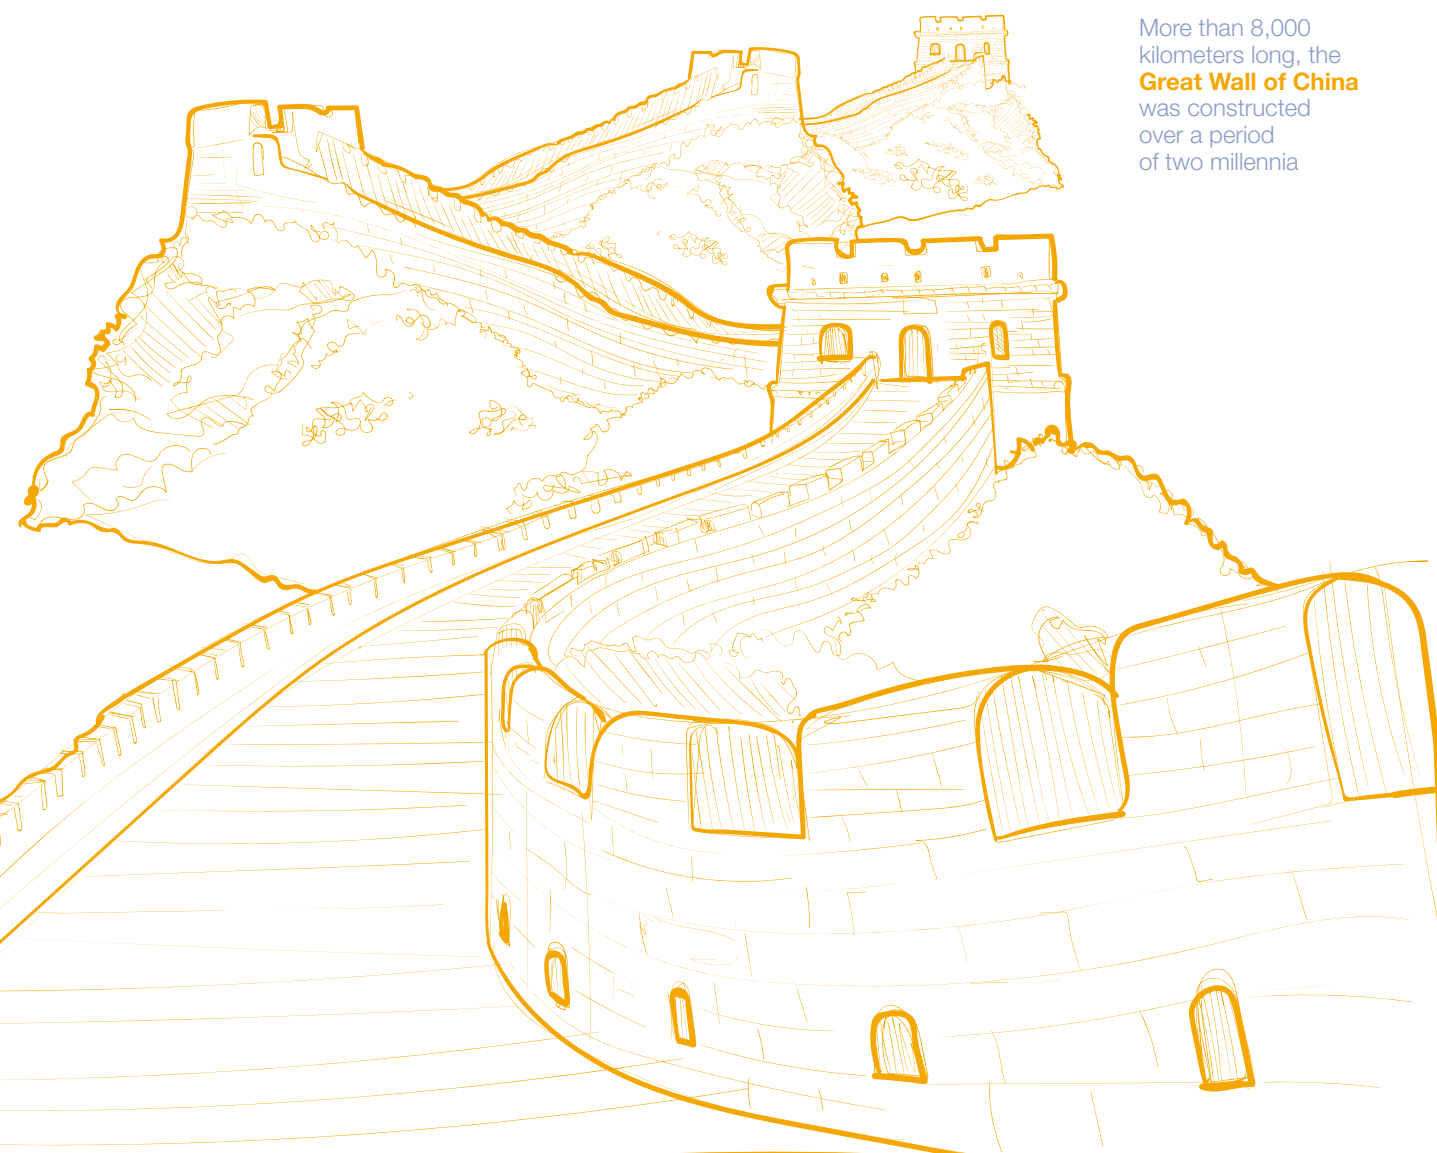 More than 8,000
kilometers long, the
Great Wall of China
was constructed
over a period
of two millennia